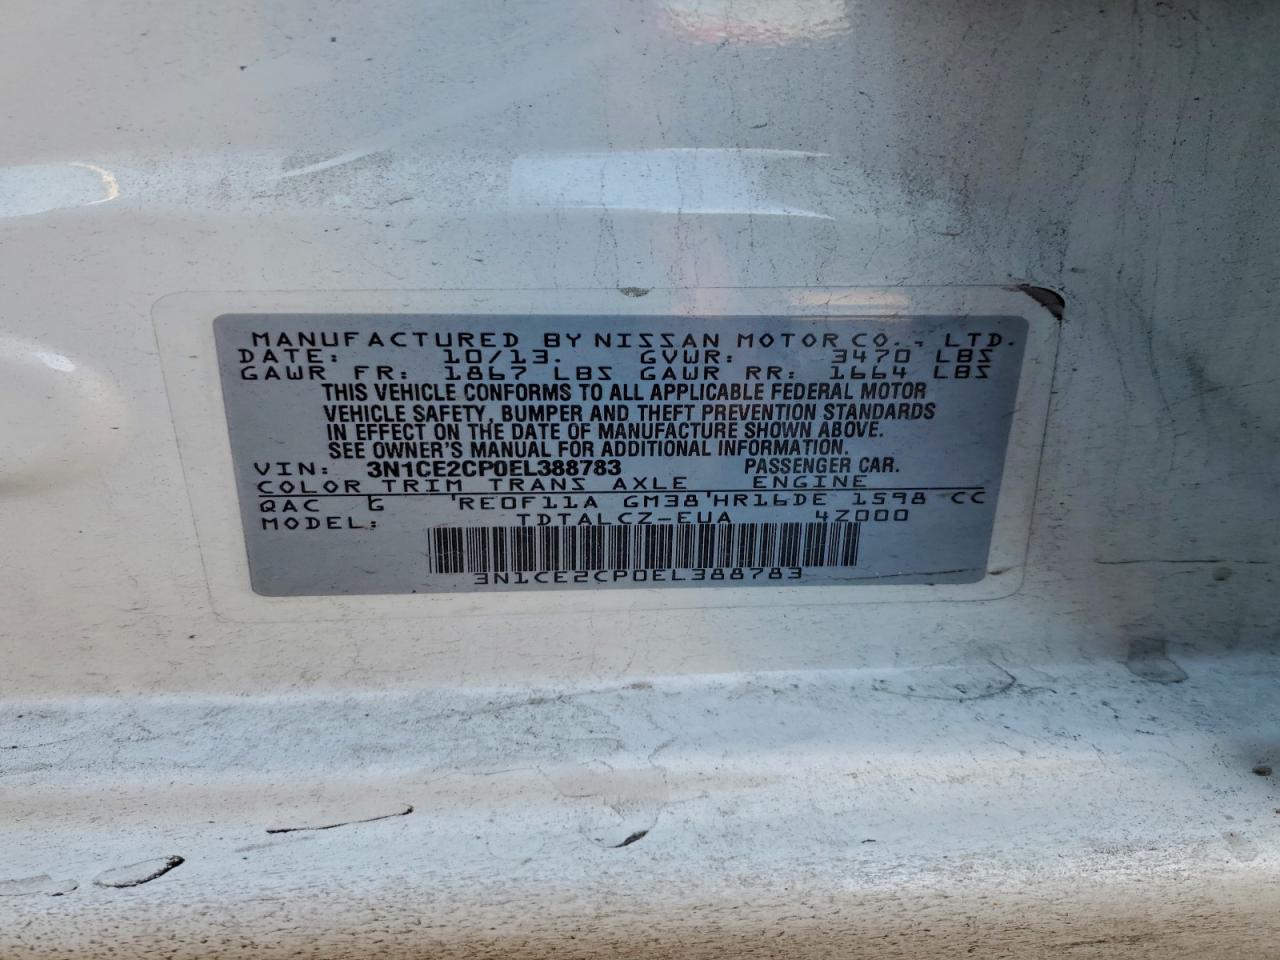 MANUFACTURED BY NISSAN MOTOR CO., LTD.
DATE: 10/13. GVWR: 3470 LBS
GAWR FR: 1867 LBS GAWR RR: 1664 LBS
THIS VEHICLE CONFORMS TO ALL APPLICABLE FEDERAL MOTOR
VEHICLE SAFETY, BUMPER AND THEFT PREVENTION STANDARDS
IN EFFECT ON THE DATE OF MANUFACTURE SHOWN ABOVE.
SEE OWNER'S MANUAL FOR ADDITIONAL INFORMATION.
VIN: 3N1CE2CP0EL388783 PASSENGER CAR.
COLOR TRIM TRANS AXLE ENGINE
QAC G 'RE0F11A GM38'HR16DE 1598 CC
MODEL: TDTALCZ-EUA 4Z000
3N1CE2CP0EL388783